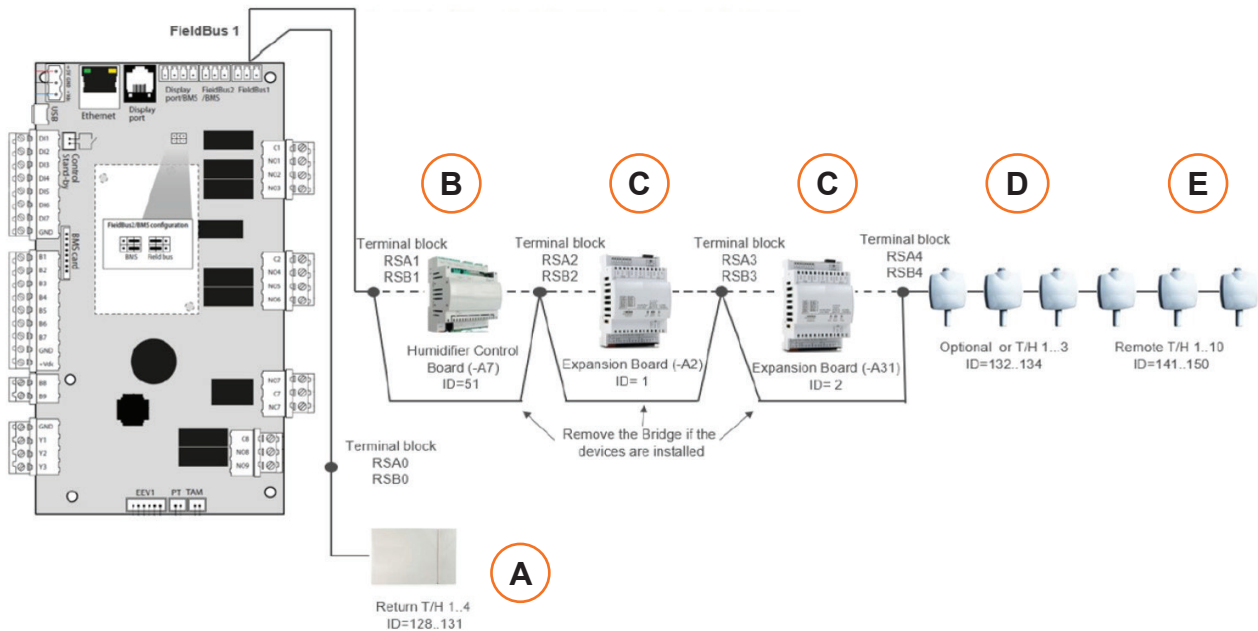 FieldBus 1
Display port/BMS
FieldBus2 /BMS
FieldBus1
USB
Ethernet
Display port
DI1
DI2
DI3
DI4
DI5
DI6
DI7
GND
Control Stand-by
BMS card
FieldBus2/BMS configuration
BMS
Field bus
B1
B2
B3
B4
B5
B6
B7
GND
+Vdc
B8
B9
GND
Y1
Y2
Y3
C1
NO1
NO2
NO3
C2
NO4
NO5
NO6
NO7
C7
NC7
C8
NO8
NO9
EEV1
PT
TAM
B
C
C
D
E
Terminal block
RSA1
RSB1
Terminal block
RSA2
RSB2
Terminal block
RSA3
RSB3
Terminal block
RSA4
RSB4
Humidifier Control
Board (-A7)
ID=51
Expansion Board (-A2)
ID= 1
Expansion Board (-A31)
ID= 2
Optional or T/H 1...3
ID=132..134
Remote T/H 1..10
ID=141..150
Remove the Bridge if the
devices are installed
Terminal block
RSA0
RSB0
A
Return T/H 1..4
ID=128..131